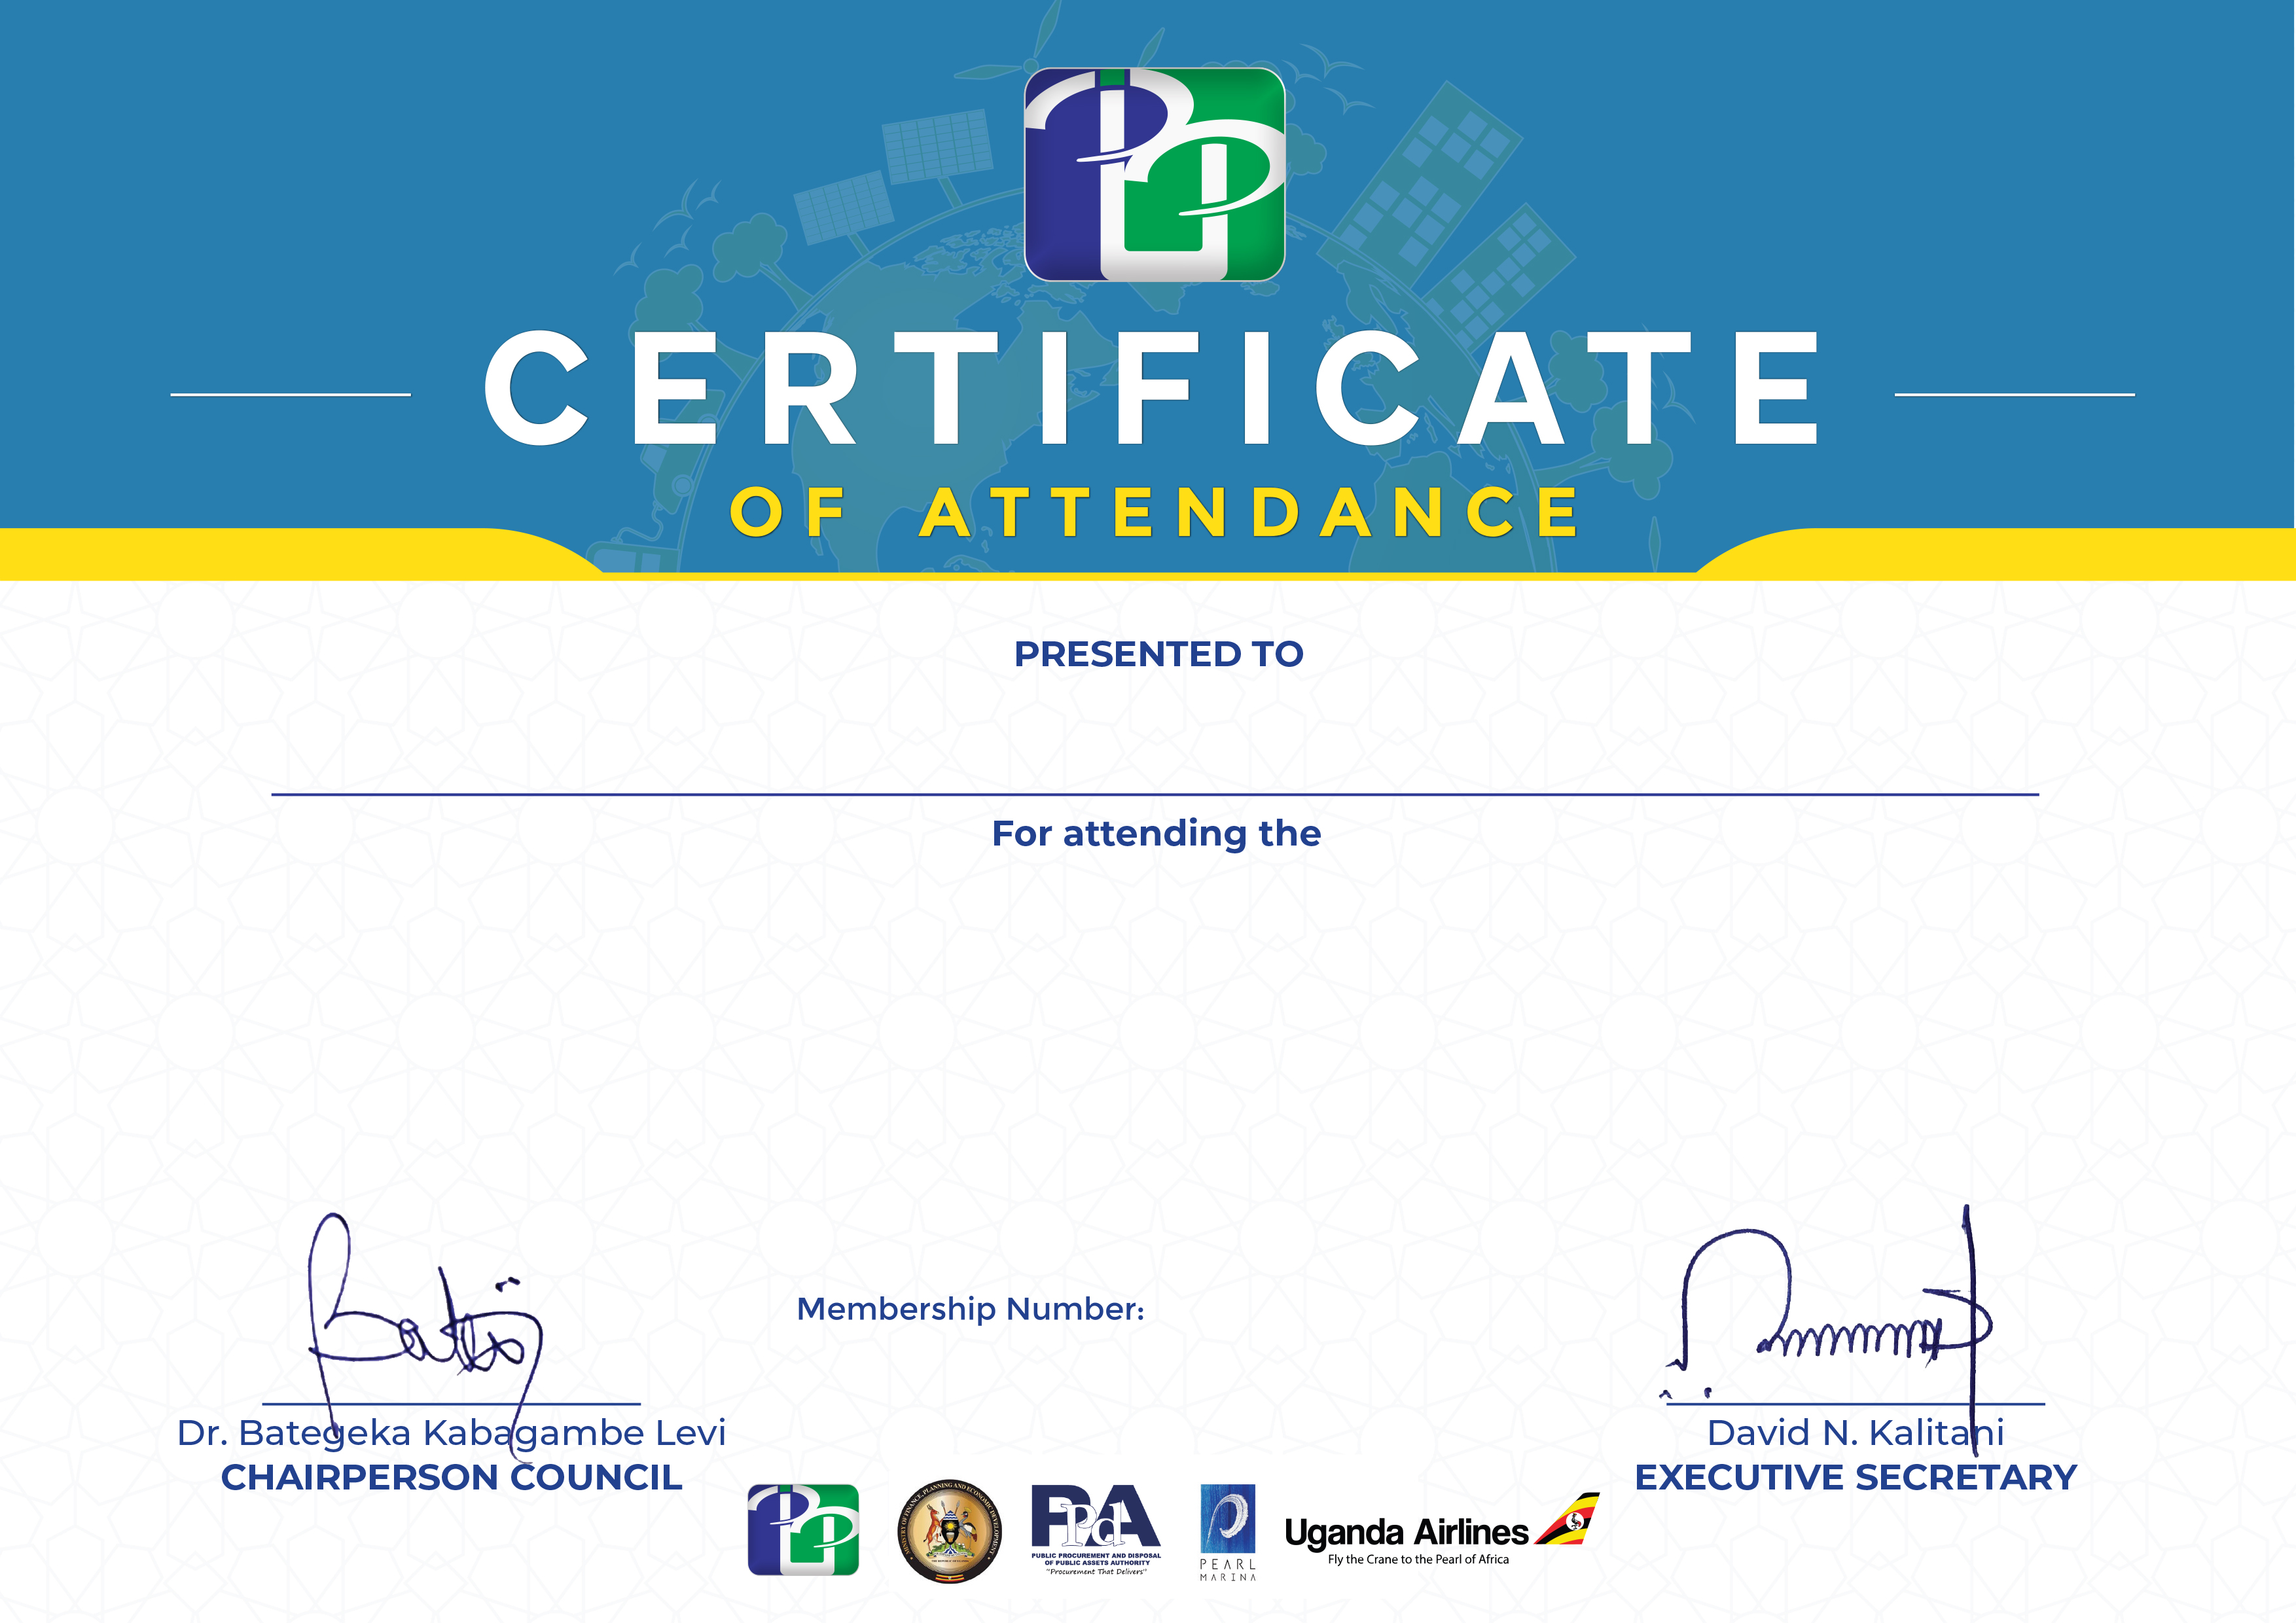 CERTIFICATE
OF ATTENDANCE
PRESENTED TO
For attending the
Membership Number:
Dr. Bategeka Kabagambe Levi
CHAIRPERSON COUNCIL
David N. Kalitani
EXECUTIVE SECRETARY
MINISTRY OF FINANCE, PLANNING AND ECONOMIC DEVELOPMENT
PPdA
PUBLIC PROCUREMENT AND DISPOSAL
OF PUBLIC ASSETS AUTHORITY
"Procurement That Delivers"
PEARL
MARINA
Uganda Airlines
Fly the Crane to the Pearl of Africa